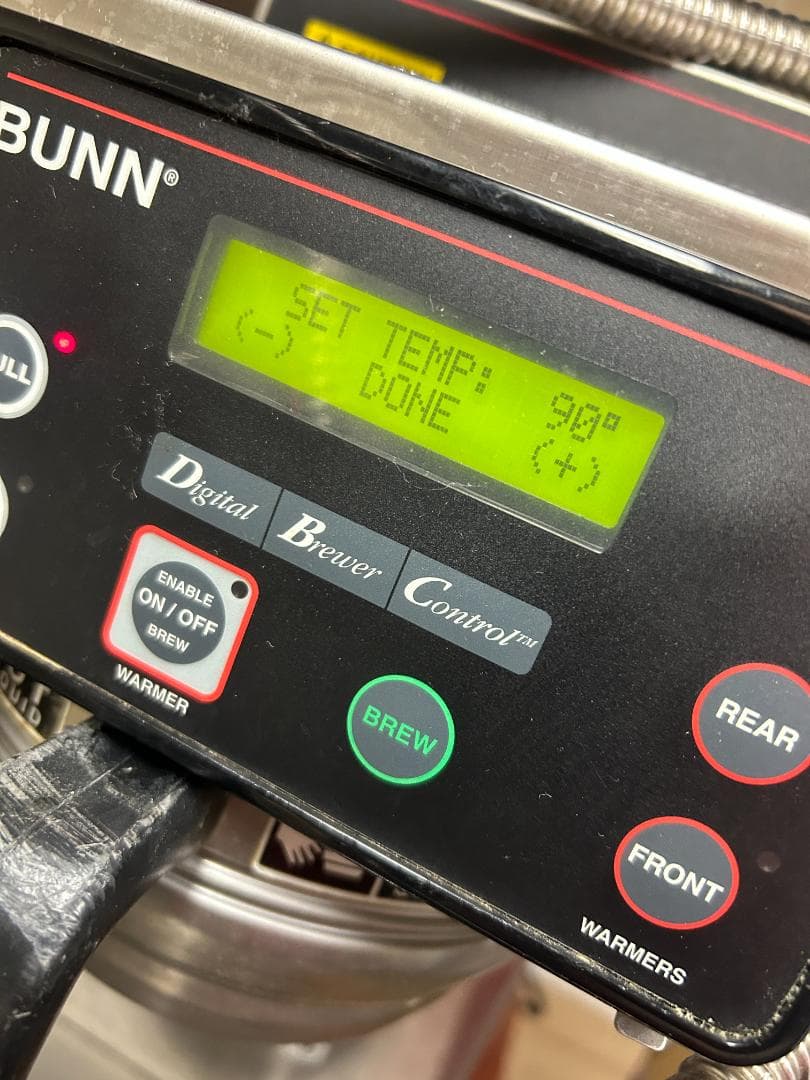 BUNN®
SET TEMP: 90°
(-) DONE (+)
Digital Brewer Control™
ENABLE
ON / OFF
BREW
WARMER
BREW
REAR
FRONT
WARMERS